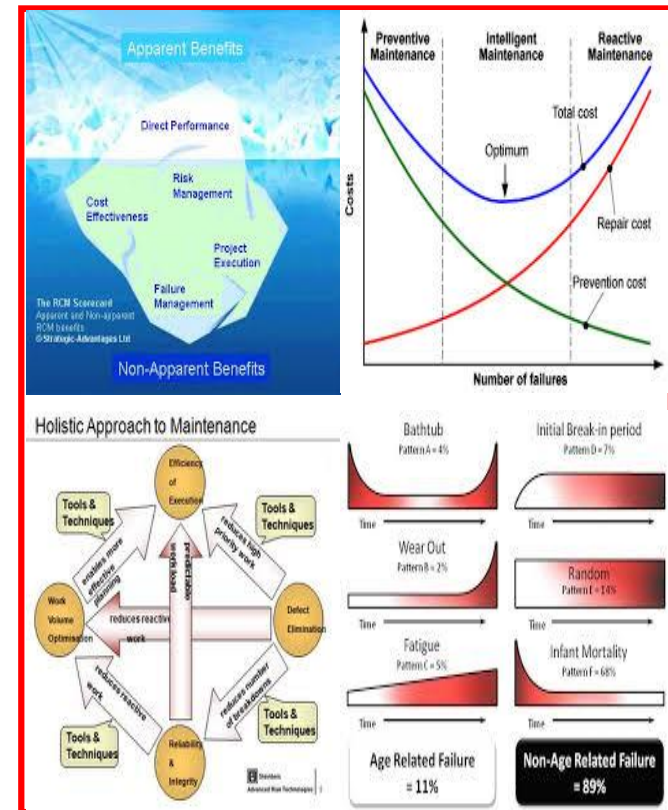 Apparent Benefits
Direct Performance
Risk
Management
Cost
Effectiveness
Project
Execution
Failure
Management
The RCM Scorecard
Apparent and Non-apparent
RCM benefits
© Strategic-Advantages Ltd
Non-Apparent Benefits
Preventive
Maintenance
Intelligent
Maintenance
Reactive
Maintenance
Total cost
Optimum
Repair cost
Prevention cost
Costs
Number of failures
Holistic Approach to Maintenance
Efficiency
of
Execution
Tools &
Techniques
Tools &
Techniques
enables more
effective
planning
predictable
workload
reduces high
priority work
Work
Volume
Optimisation
reduces reactive
work
Defect
Elimination
reduces reactive
work
reduces number
of breakdowns
Tools &
Techniques
Tools &
Techniques
Reliability
&
Integrity
Advanced Risk Technologies
Bathtub
Pattern A = 4%
Time
Initial Break-in period
Pattern D = 7%
Time
Wear Out
Pattern B = 2%
Time
Random
Pattern E = 14%
Time
Fatigue
Pattern C = 5%
Time
Infant Mortality
Pattern F = 68%
Time
Age Related Failure
= 11%
Non-Age Related Failure
= 89%